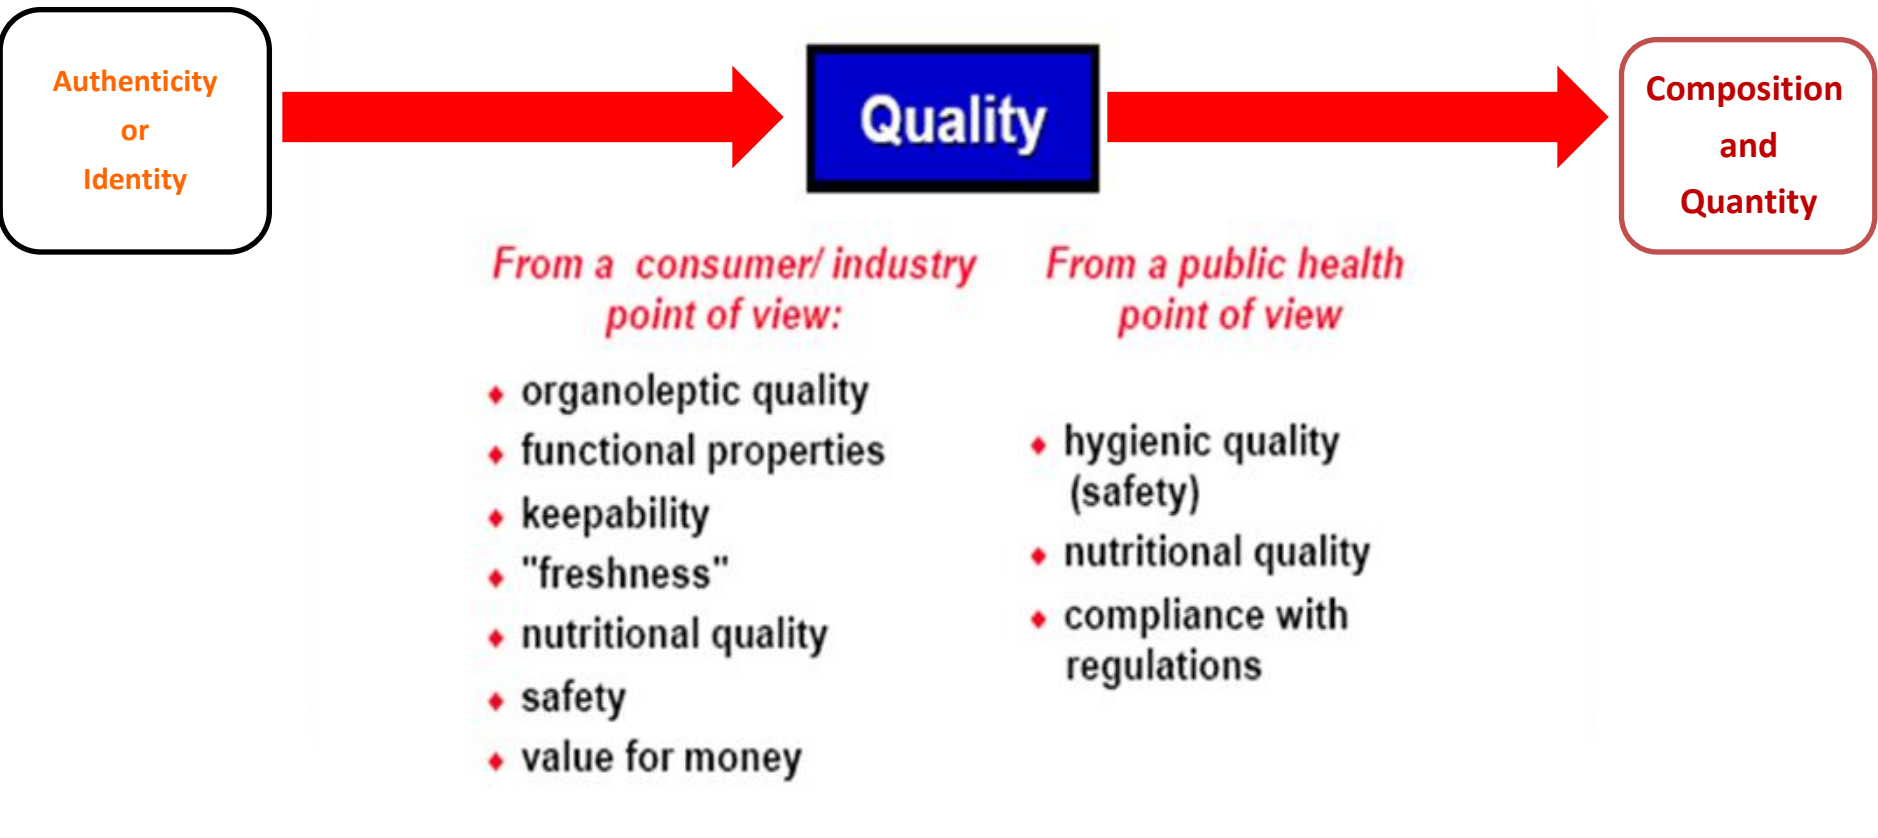 Authenticity
or
Identity
Quality
Composition
and
Quantity
From a consumer/ industry
point of view:
organoleptic quality
functional properties
keepability
"freshness"
nutritional quality
safety
value for money
From a public health
point of view
hygienic quality
(safety)
nutritional quality
compliance with
regulations